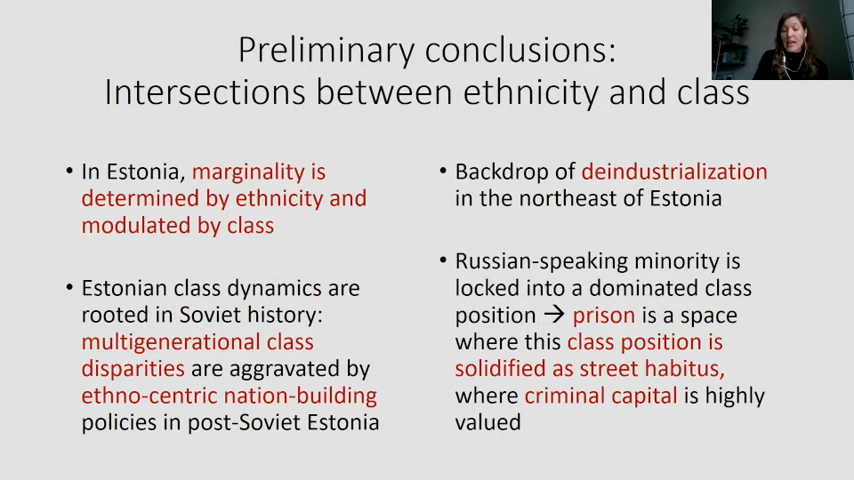 Preliminary conclusions:
Intersections between ethnicity and class
• In Estonia, marginality is
determined by ethnicity and
modulated by class
• Estonian class dynamics are
rooted in Soviet history:
multigenerational class
disparities are aggravated by
ethno-centric nation-building
policies in post-Soviet Estonia
• Backdrop of deindustrialization
in the northeast of Estonia
• Russian-speaking minority is
locked into a dominated class
position → prison is a space
where this class position is
solidified as street habitus,
where criminal capital is highly
valued